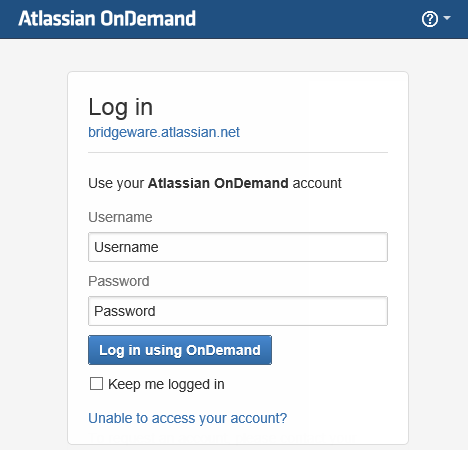 Atlassian OnDemand
Log in
bridgeware.atlassian.net
Use your Atlassian OnDemand account
Username
Username
Password
Password
Log in using OnDemand
Keep me logged in
Unable to access your account?